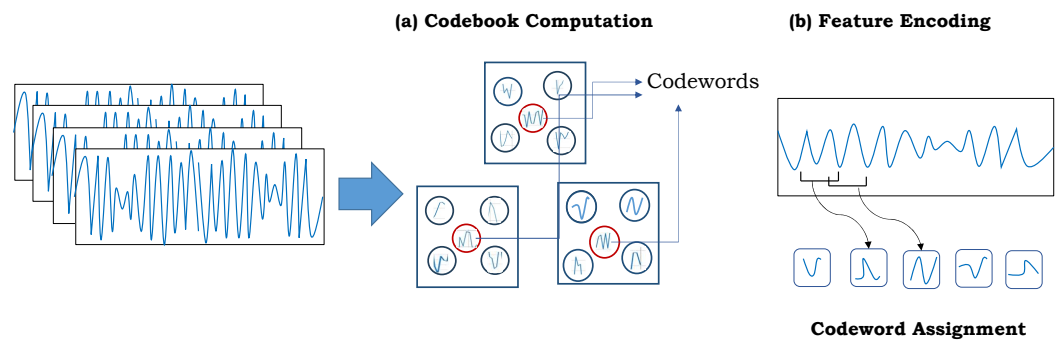 (a) Codebook Computation
(b) Feature Encoding
Codewords
Codeword Assignment